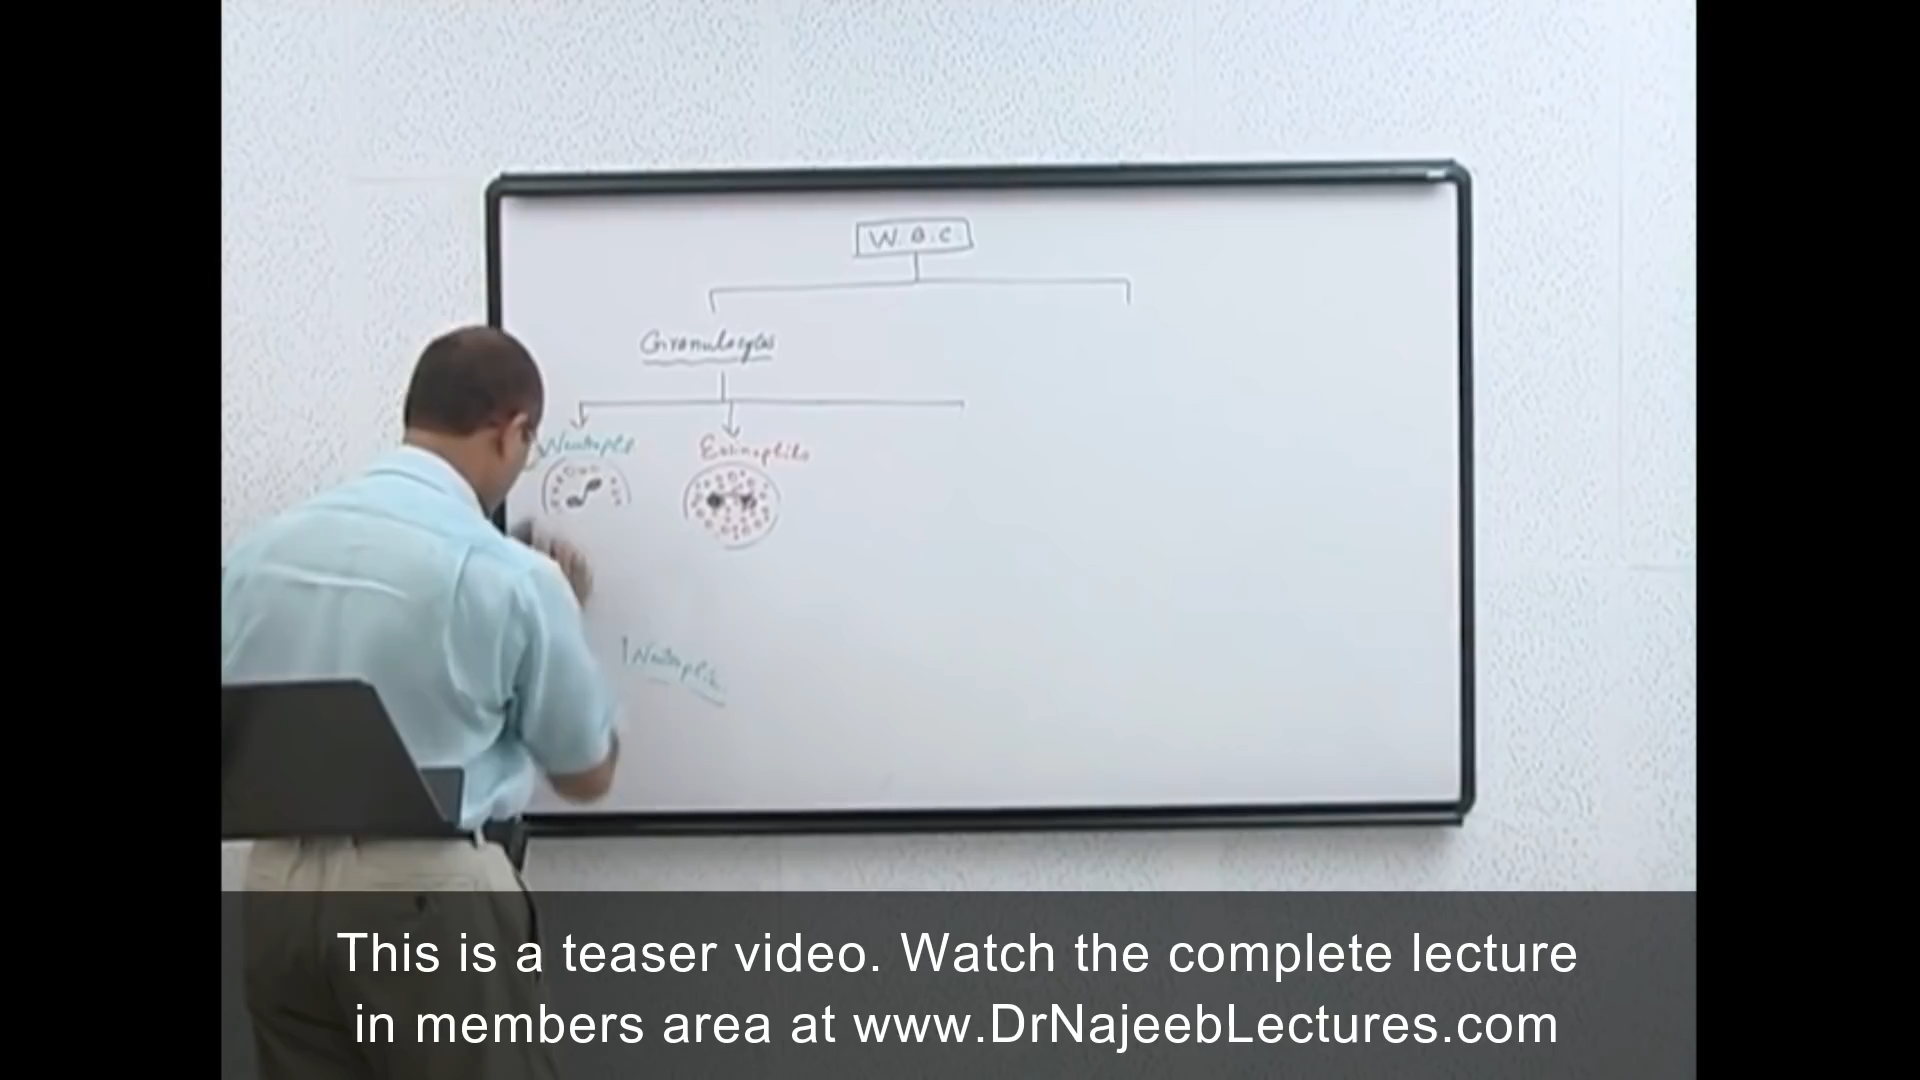 W.B.C.
Granulocytes
Neutrophils Eosinophils
Neutrophils
This is a teaser video. Watch the complete lecture
in members area at www.DrNajeebLectures.com